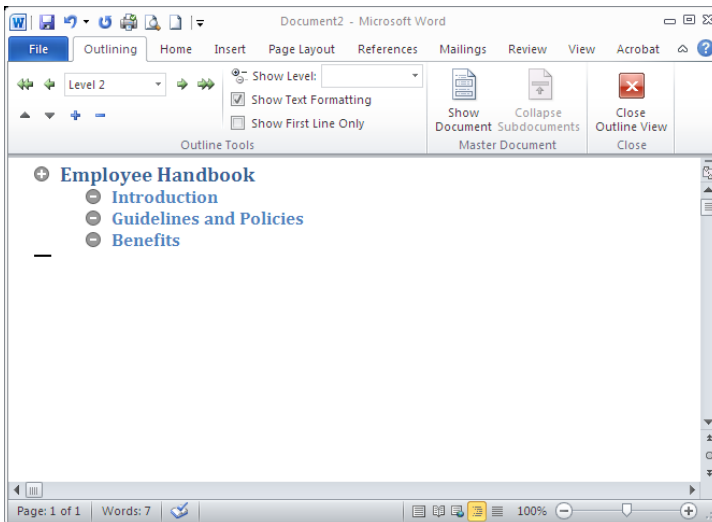 Document2 - Microsoft Word
File Outlining Home Insert Page Layout References Mailings Review View Acrobat
Level 2
Show Level:
Show Text Formatting
Show First Line Only
Outline Tools
Show Document
Collapse Subdocuments
Master Document
Close Outline View
Close
Employee Handbook
Introduction
Guidelines and Policies
Benefits
Page: 1 of 1 Words: 7 100%